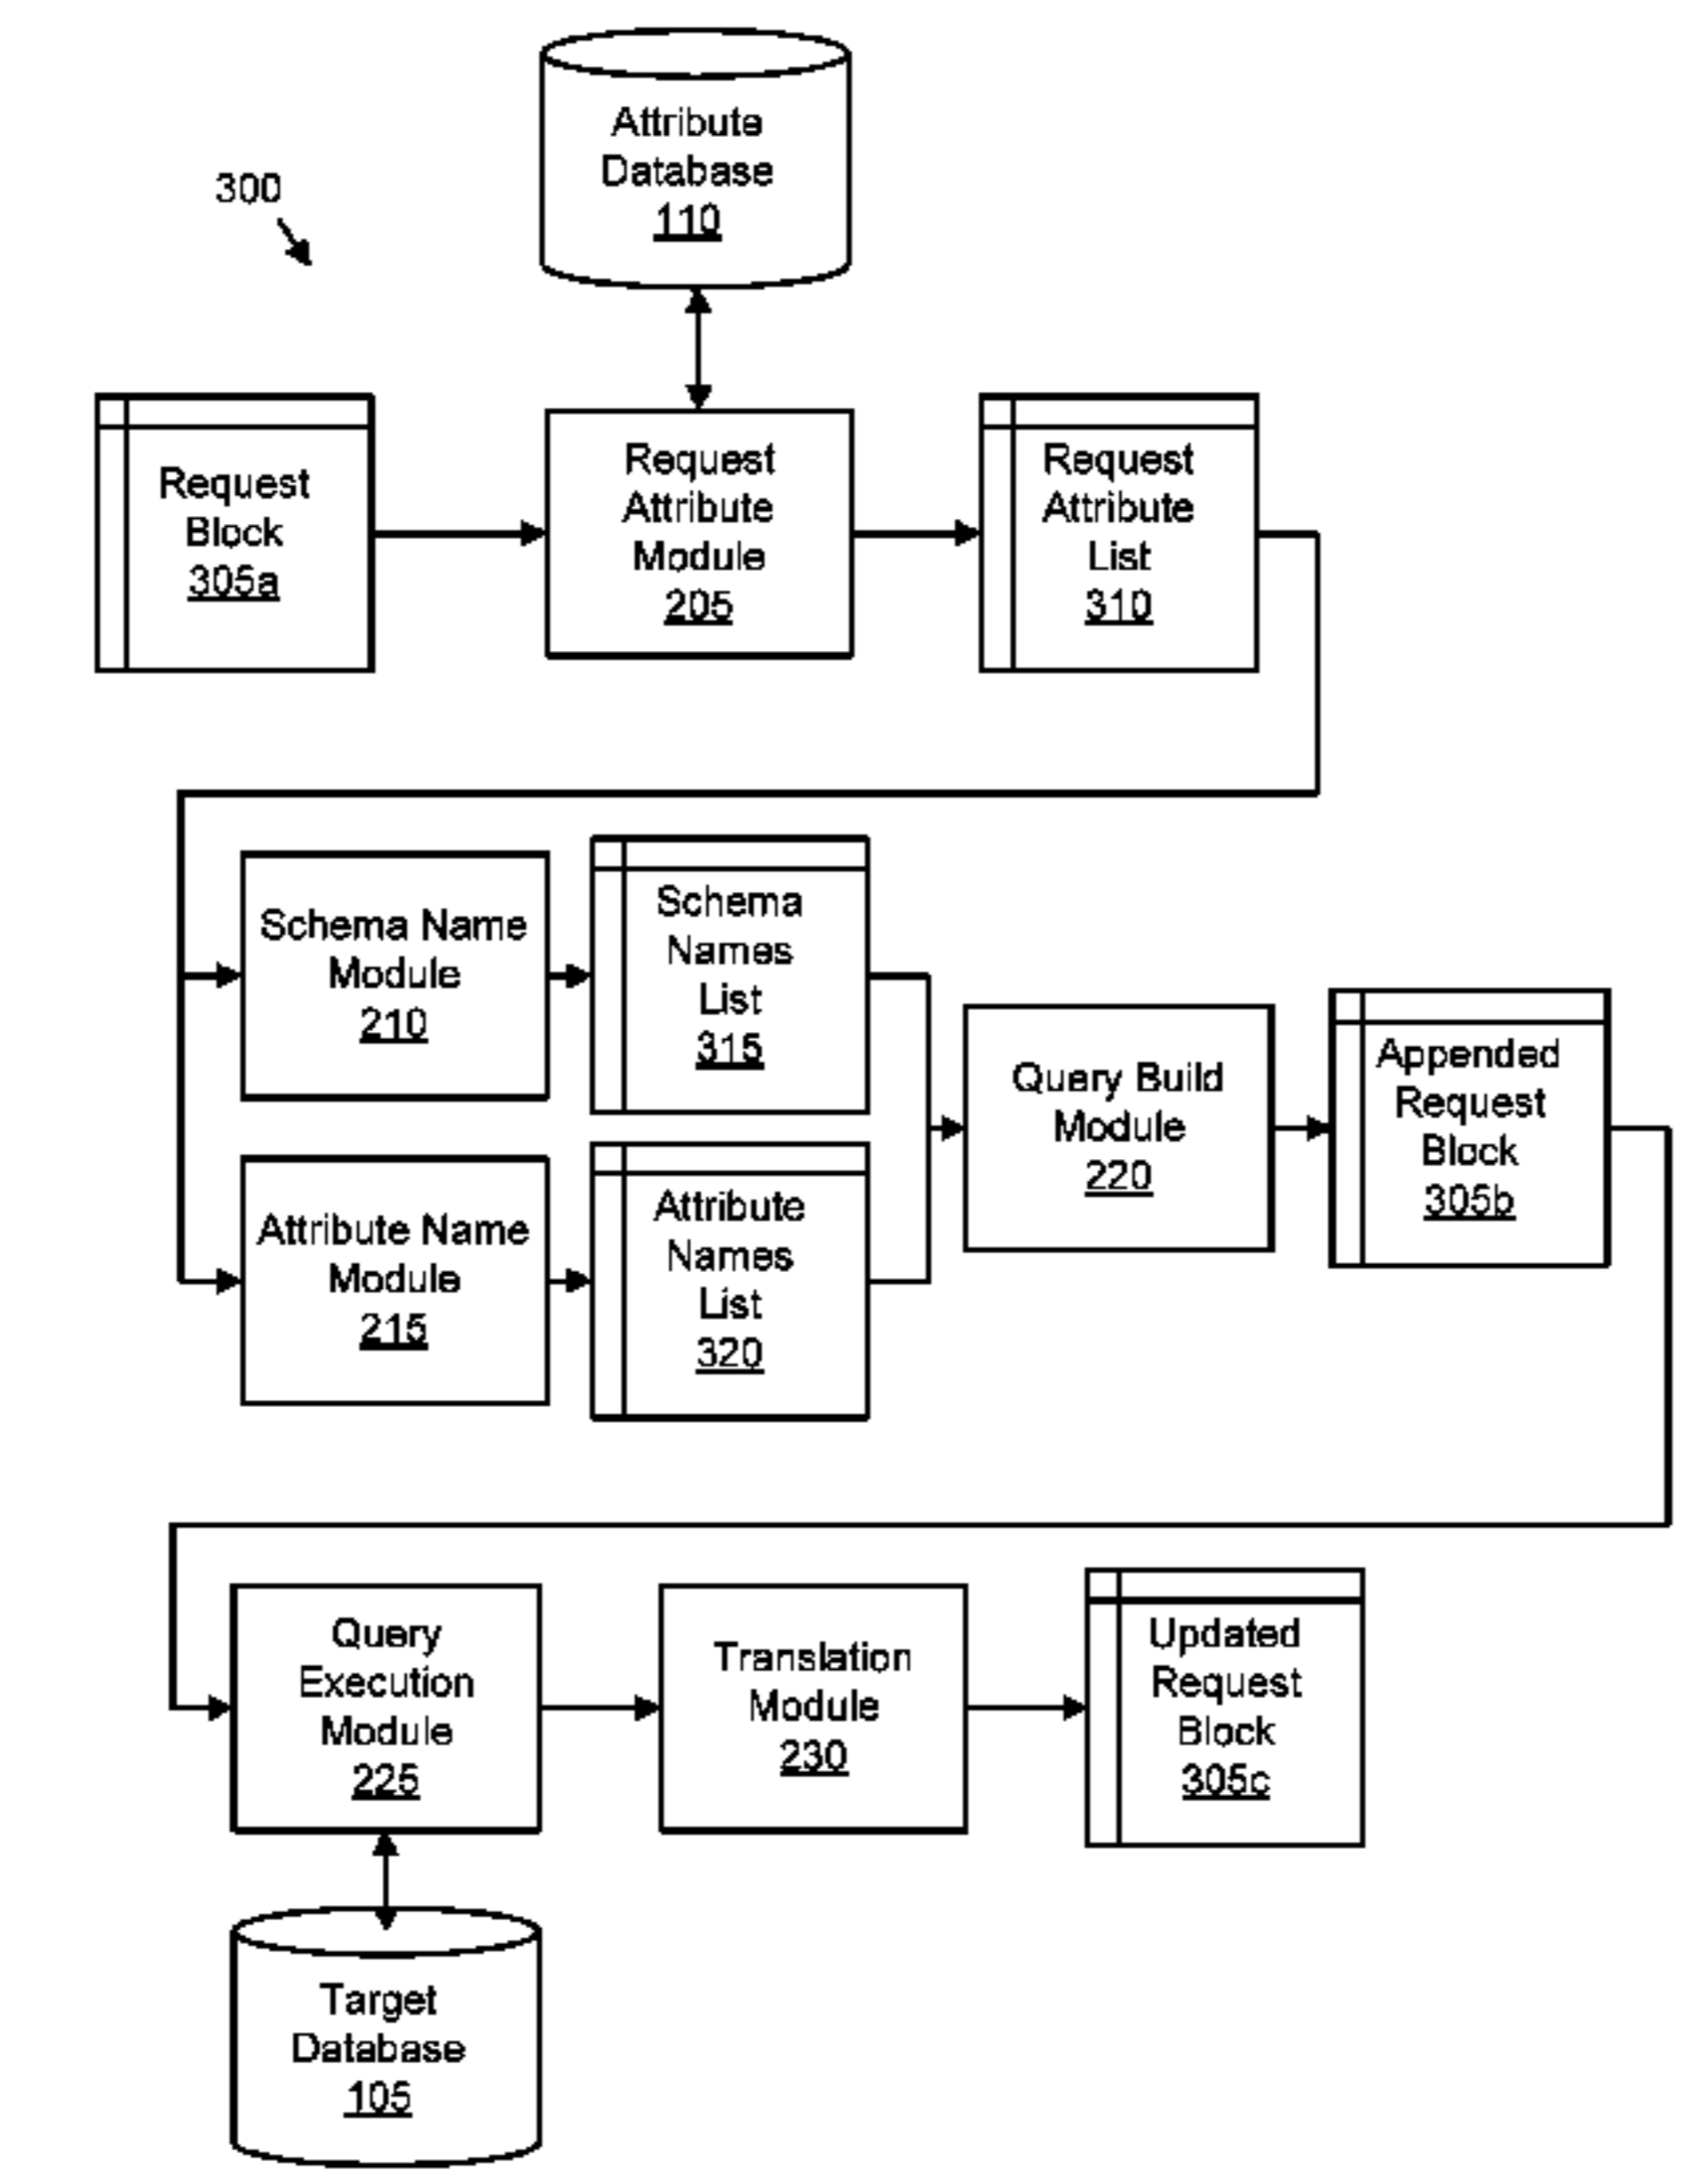 Attribute
Database
110
300
Request
Block
305a
Request
Attribute
Module
205
Request
Attribute
List
310
Schema Name
Module
210
Schema
Names
List
315
Attribute Name
Module
215
Attribute
Names
List
320
Query Build
Module
220
Appended
Request
Block
305b
Query
Execution
Module
225
Translation
Module
230
Updated
Request
Block
305c
Target
Database
105